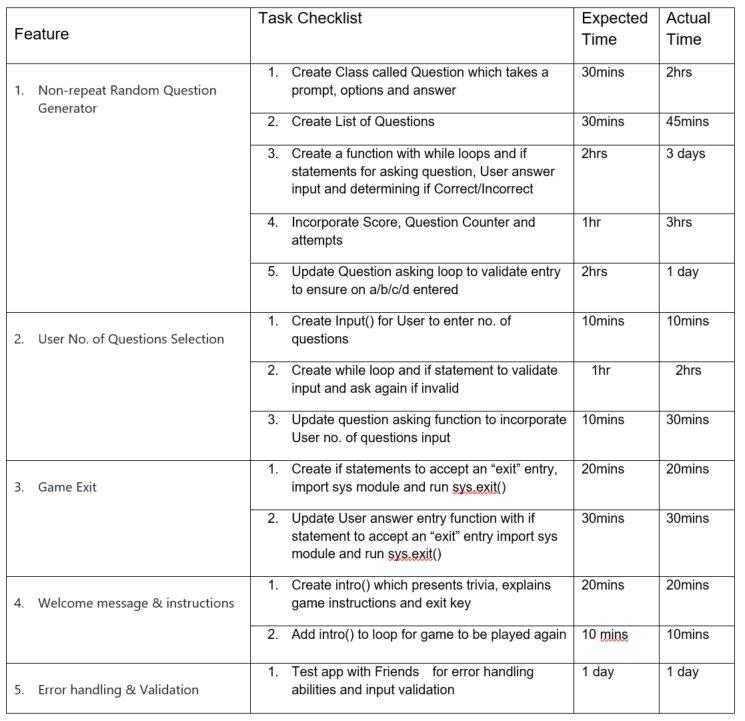 Feature
Task Checklist
Expected Time
Actual Time
1. Non-repeat Random Question
Generator
1. Create Class called Question which takes a
prompt, options and answer
30mins
2hrs
2. Create List of Questions
30mins
45mins
3. Create a function with while loops and if
statements for asking question, User answer
input and determining if Correct/Incorrect
2hrs
3 days
4. Incorporate Score, Question Counter and
attempts
1hr
3hrs
5. Update Question asking loop to validate entry
to ensure on a/b/c/d entered
2hrs
1 day
2. User No. of Questions Selection
1. Create Input() for User to enter no. of
questions
10mins
10mins
2. Create while loop and if statement to validate
input and ask again if invalid
1hr
2hrs
3. Update question asking function to incorporate
User no. of questions input
10mins
30mins
3. Game Exit
1. Create if statements to accept an “exit” entry,
import sys module and run sys.exit()
20mins
20mins
2. Update User answer entry function with if
statement to accept an “exit” entry import sys
module and run sys.exit()
30mins
30mins
4. Welcome message & instructions
1. Create intro() which presents trivia, explains
game instructions and exit key
20mins
20mins
2. Add intro() to loop for game to be played again
10 mins
10mins
5. Error handling & Validation
1. Test app with Friends for error handling
abilities and input validation
1 day
1 day